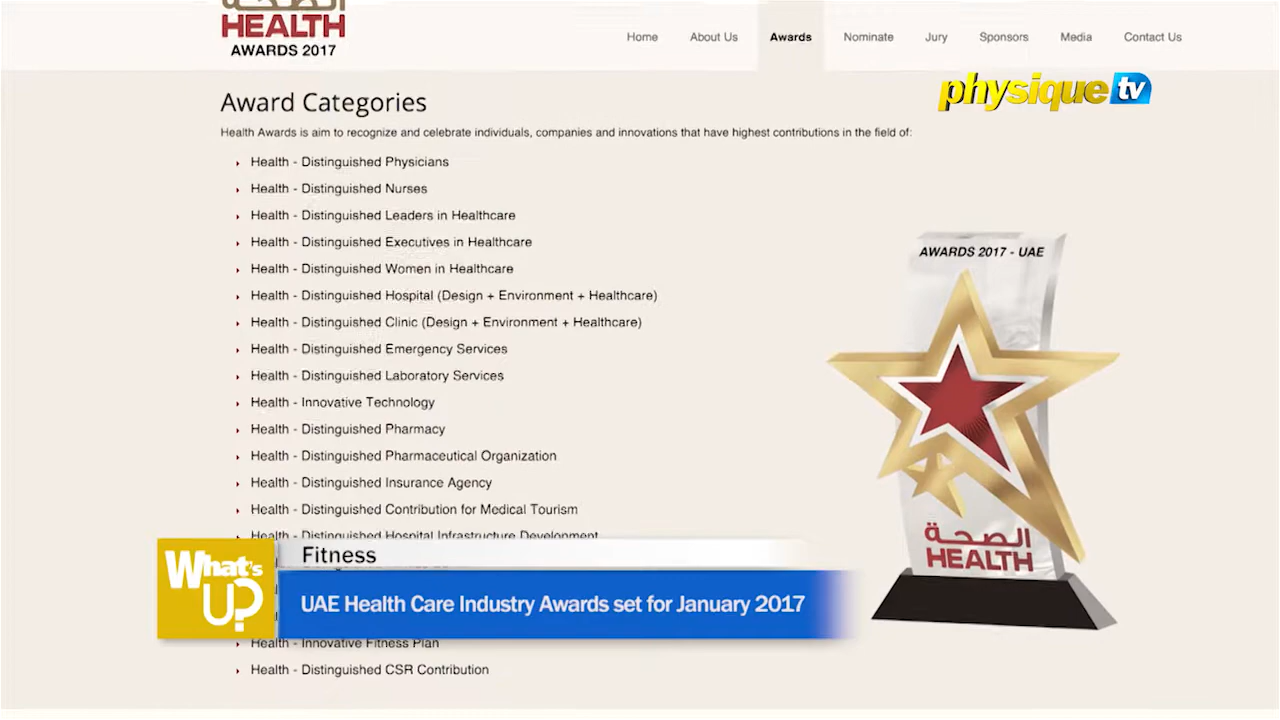 الصحة
HEALTH
AWARDS 2017
Home About Us Awards Nominate Jury Sponsors Media Contact Us
physique tv
Award Categories
Health Awards is aim to recognize and celebrate individuals, companies and innovations that have highest contributions in the field of:
Health - Distinguished Physicians
Health - Distinguished Nurses
Health - Distinguished Leaders in Healthcare
Health - Distinguished Executives in Healthcare
Health - Distinguished Women in Healthcare
Health - Distinguished Hospital (Design + Environment + Healthcare)
Health - Distinguished Clinic (Design + Environment + Healthcare)
Health - Distinguished Emergency Services
Health - Distinguished Laboratory Services
Health - Innovative Technology
Health - Distinguished Pharmacy
Health - Distinguished Pharmaceutical Organization
Health - Distinguished Insurance Agency
Health - Distinguished Contribution for Medical Tourism
Health - Distinguished Hospital Infrastructure Development
Health - Innovative Fitness Plan
Health - Distinguished CSR Contribution
AWARDS 2017 - UAE
الصحة
HEALTH
What's UP?
Fitness
UAE Health Care Industry Awards set for January 2017